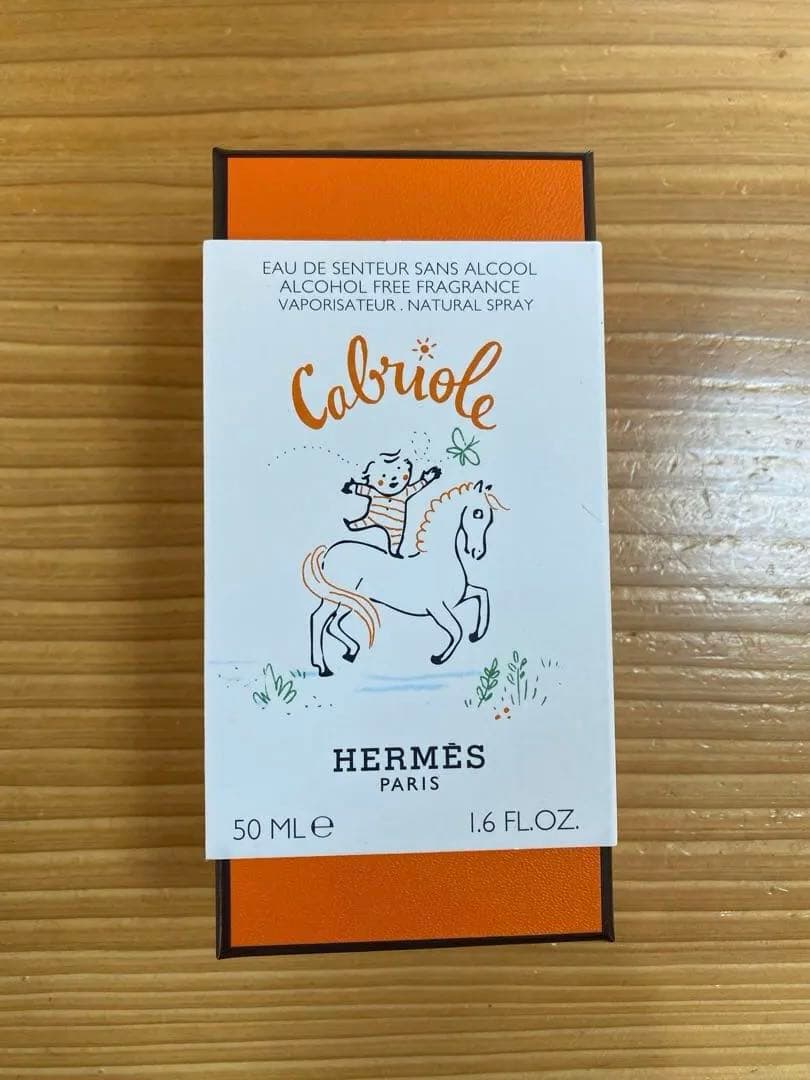 EAU DE SENTEUR SANS ALCOOL
ALCOHOL FREE FRAGRANCE
VAPORISATEUR . NATURAL SPRAY
Cabriole
HERMÈS
PARIS
50 ML℮ 1.6 FL.OZ.